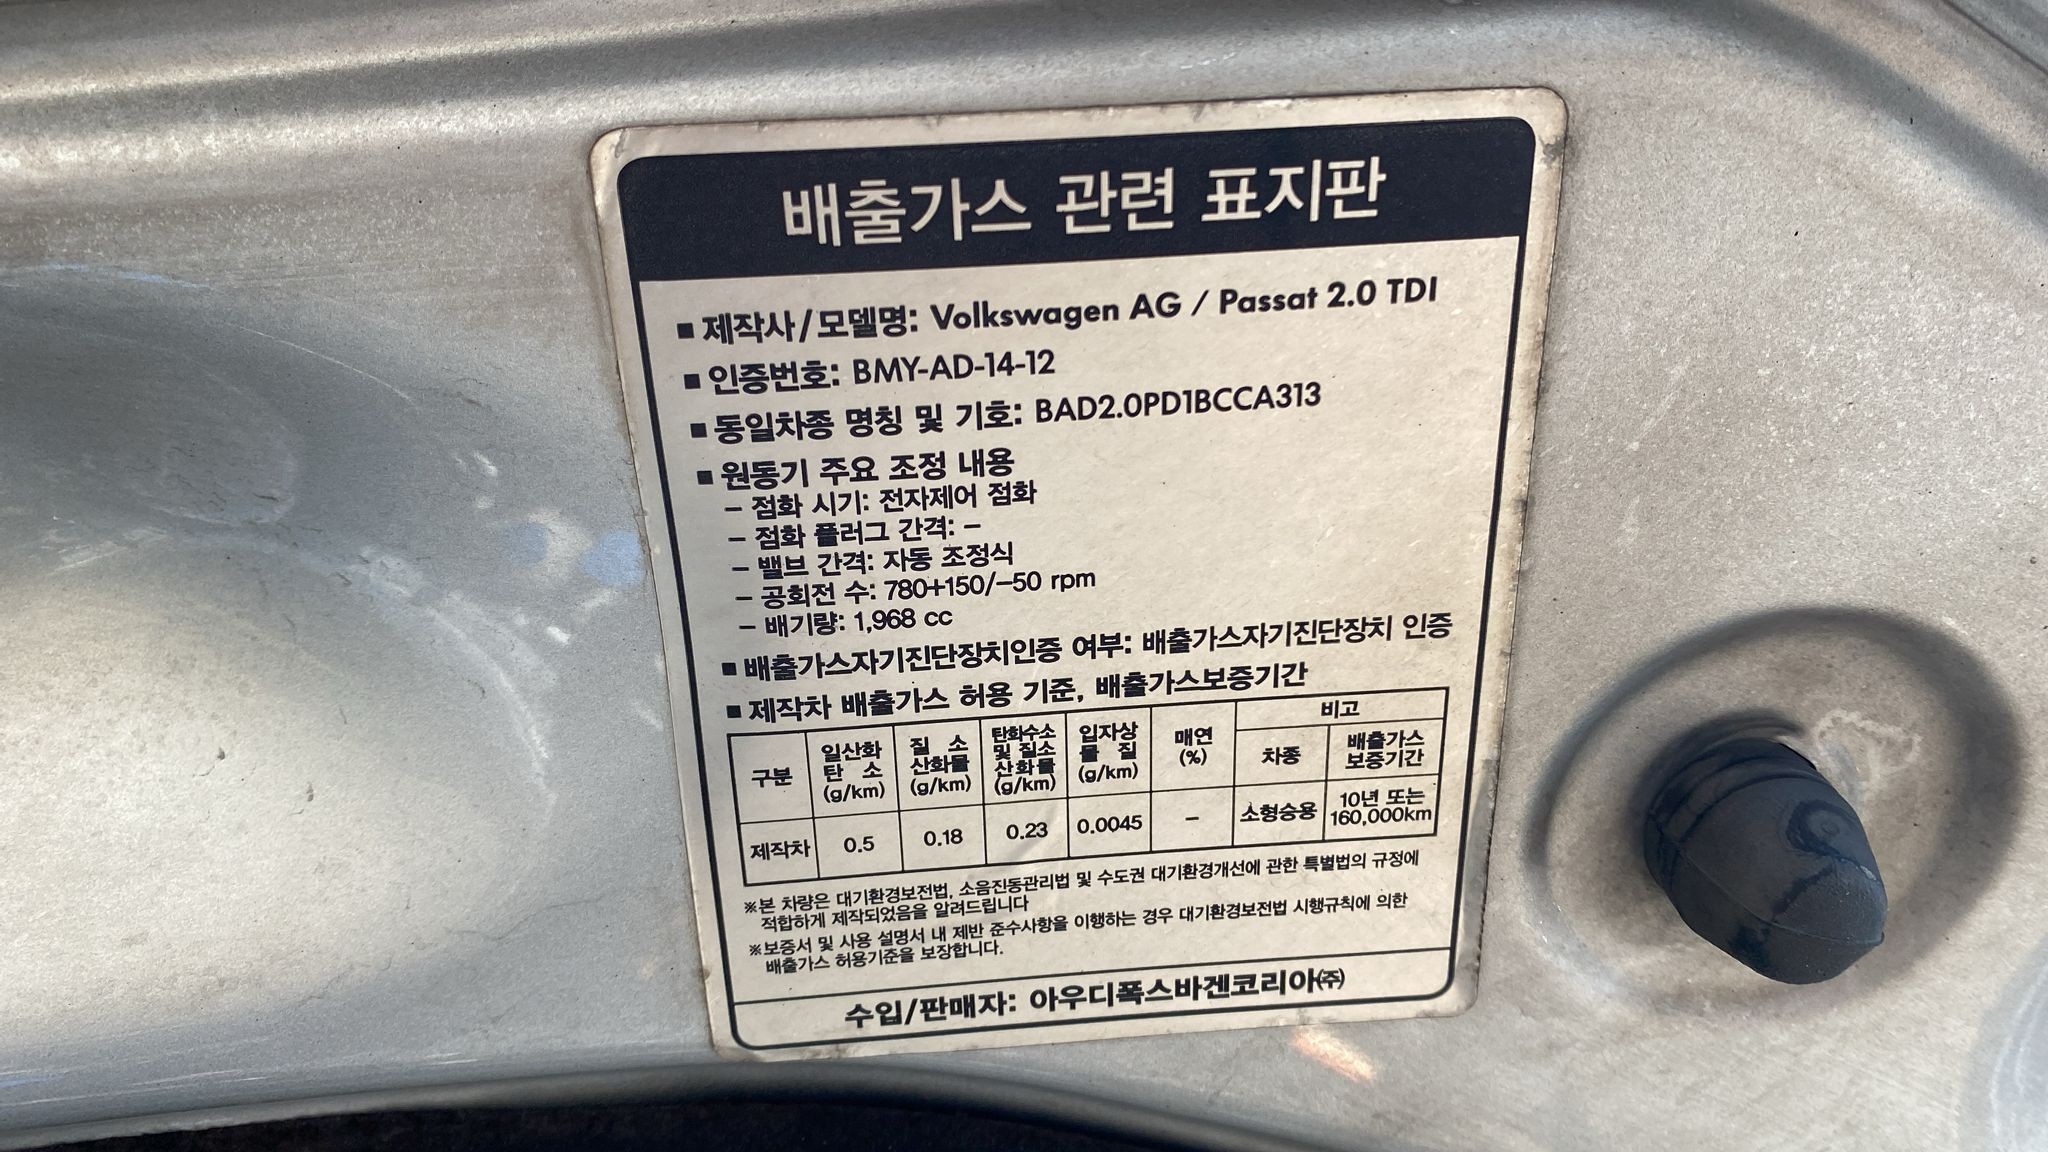 배출가스 관련 표지판
■ 제작사/모델명: Volkswagen AG / Passat 2.0 TDI
■ 인증번호: BMY-AD-14-12
■ 동일차종 명칭 및 기호: BAD2.0PD1BCCA313
■ 원동기 주요 조정 내용
– 점화 시기: 전자제어 점화
– 점화 플러그 간격: –
– 밸브 간격: 자동 조정식
– 공회전 수: 780+150/–50 rpm
– 배기량: 1,968 cc
■ 배출가스자기진단장치인증 여부: 배출가스자기진단장치 인증
■ 제작차 배출가스 허용 기준, 배출가스보증기간
구분
일산화
탄 소
(g/km)
질 소
산화물
(g/km)
탄화수소
및 질소
산화물
(g/km)
입자상
물 질
(g/km)
매연
(%)
비고
차종
배출가스
보증기간
제작차 0.5 0.18 0.23 0.0045 – 소형승용
10년 또는
160,000km
※본 차량은 대기환경보전법, 소음진동관리법 및 수도권 대기환경개선에 관한 특별법의 규정에
적합하게 제작되었음을 알려드립니다
※보증서 및 사용 설명서 내 제반 준수사항을 이행하는 경우 대기환경보전법 시행규칙에 의한
배출가스 허용기준을 보장합니다.
수입/판매자: 아우디폭스바겐코리아㈜